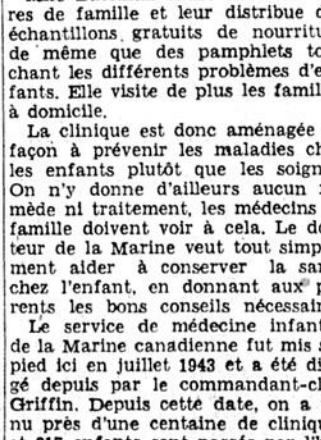 res de famille et leur distribue d
échantillons gratuits de nourritu
de même que des pamphlets to
chant les différents problèmes d'e
fants. Elle visite de plus les famil
à domicile.
La clinique est donc aménagée
façon à prévenir les maladies ch
les enfants plutôt que les soign
On n'y donne d'ailleurs aucun
mède ni traitement, les médecins
famille doivent voir à cela. Le do
teur de la Marine veut tout simp
ment aider à conserver la san
chez l'enfant, en donnant aux p
rents les bons conseils nécessair
Le service de médecine infant
de la Marine canadienne fut mis s
pied ici en juillet 1943 et a été di
gé depuis par le commandant-ch
Griffin. Depuis cette date, on a
nu près d'une centaine de cliniqu